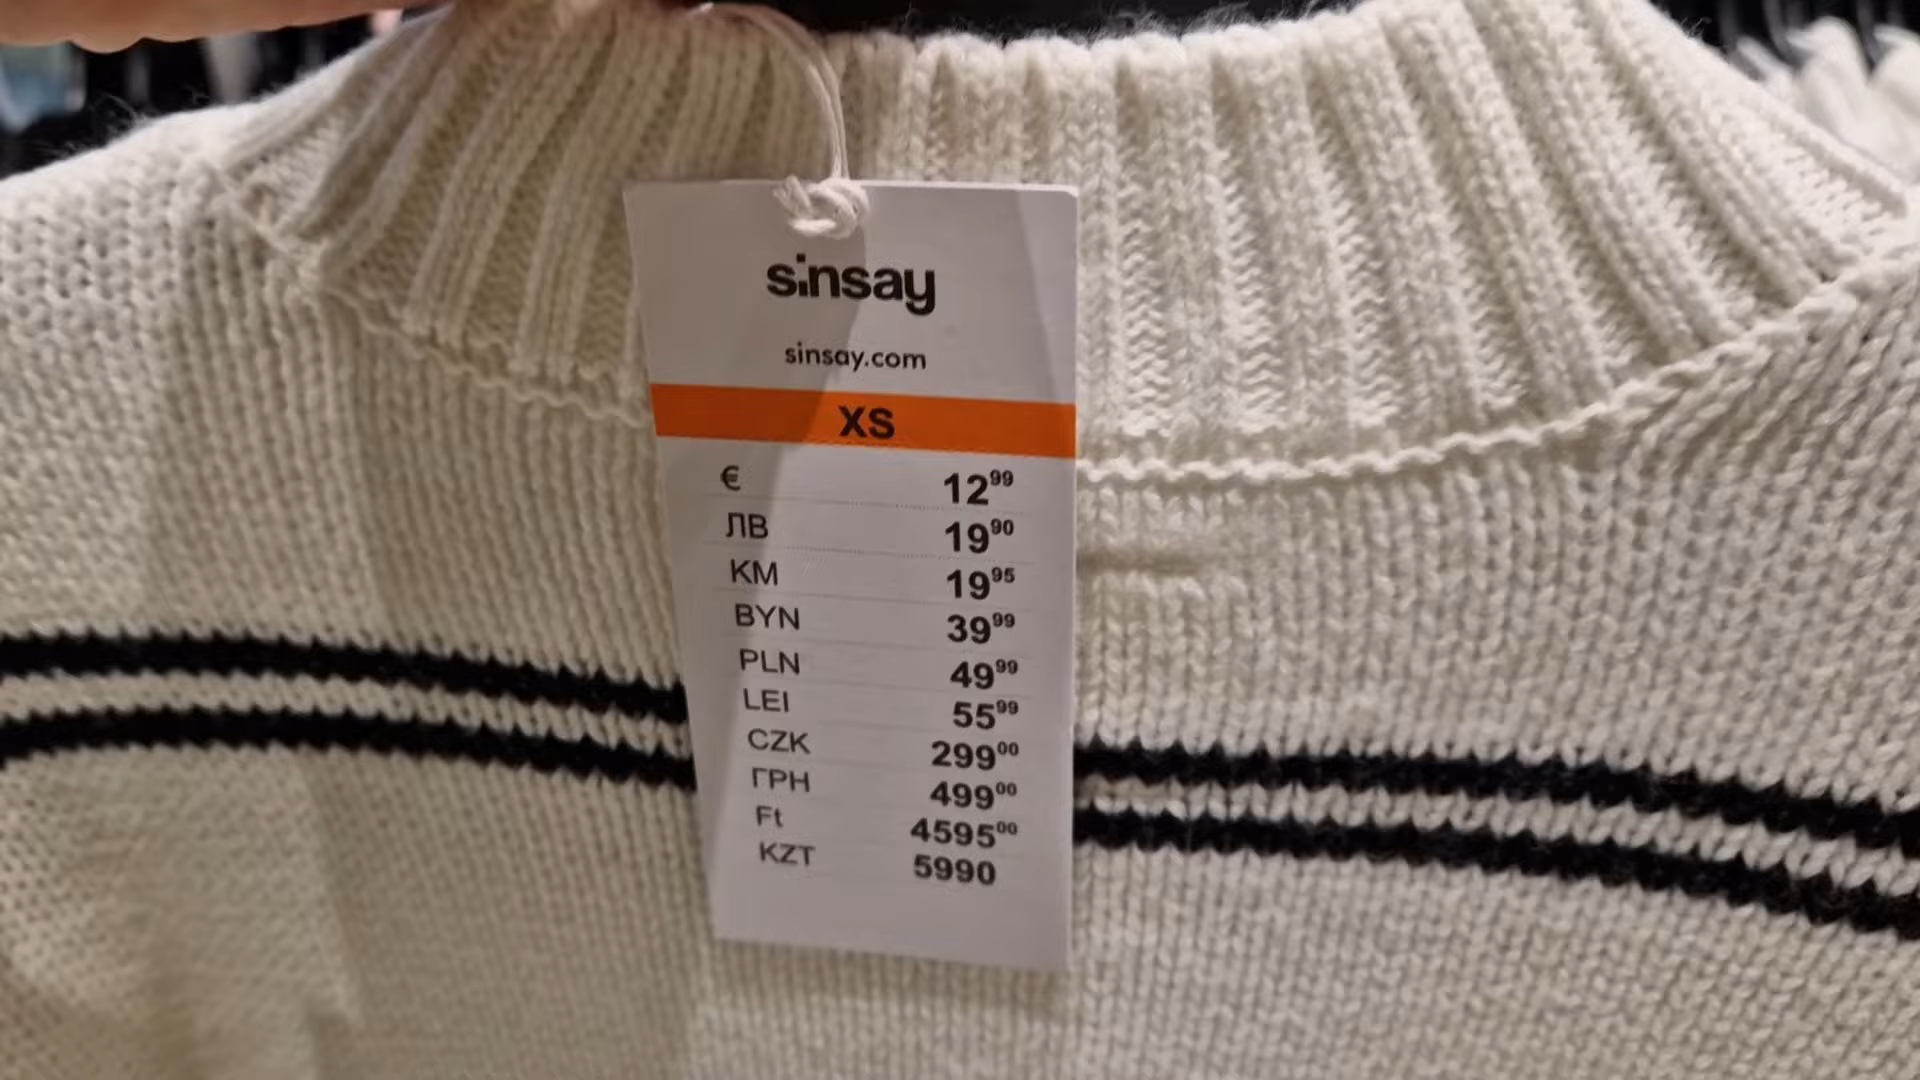 sinsay
sinsay.com
XS
€ 12⁹⁹
ЛВ 19⁹⁰
KM 19⁹⁵
BYN 39⁹⁹
PLN 49⁹⁹
LEI 55⁹⁹
CZK 299⁰⁰
ГРН 499⁰⁰
Ft 4595⁰⁰
KZT 5990